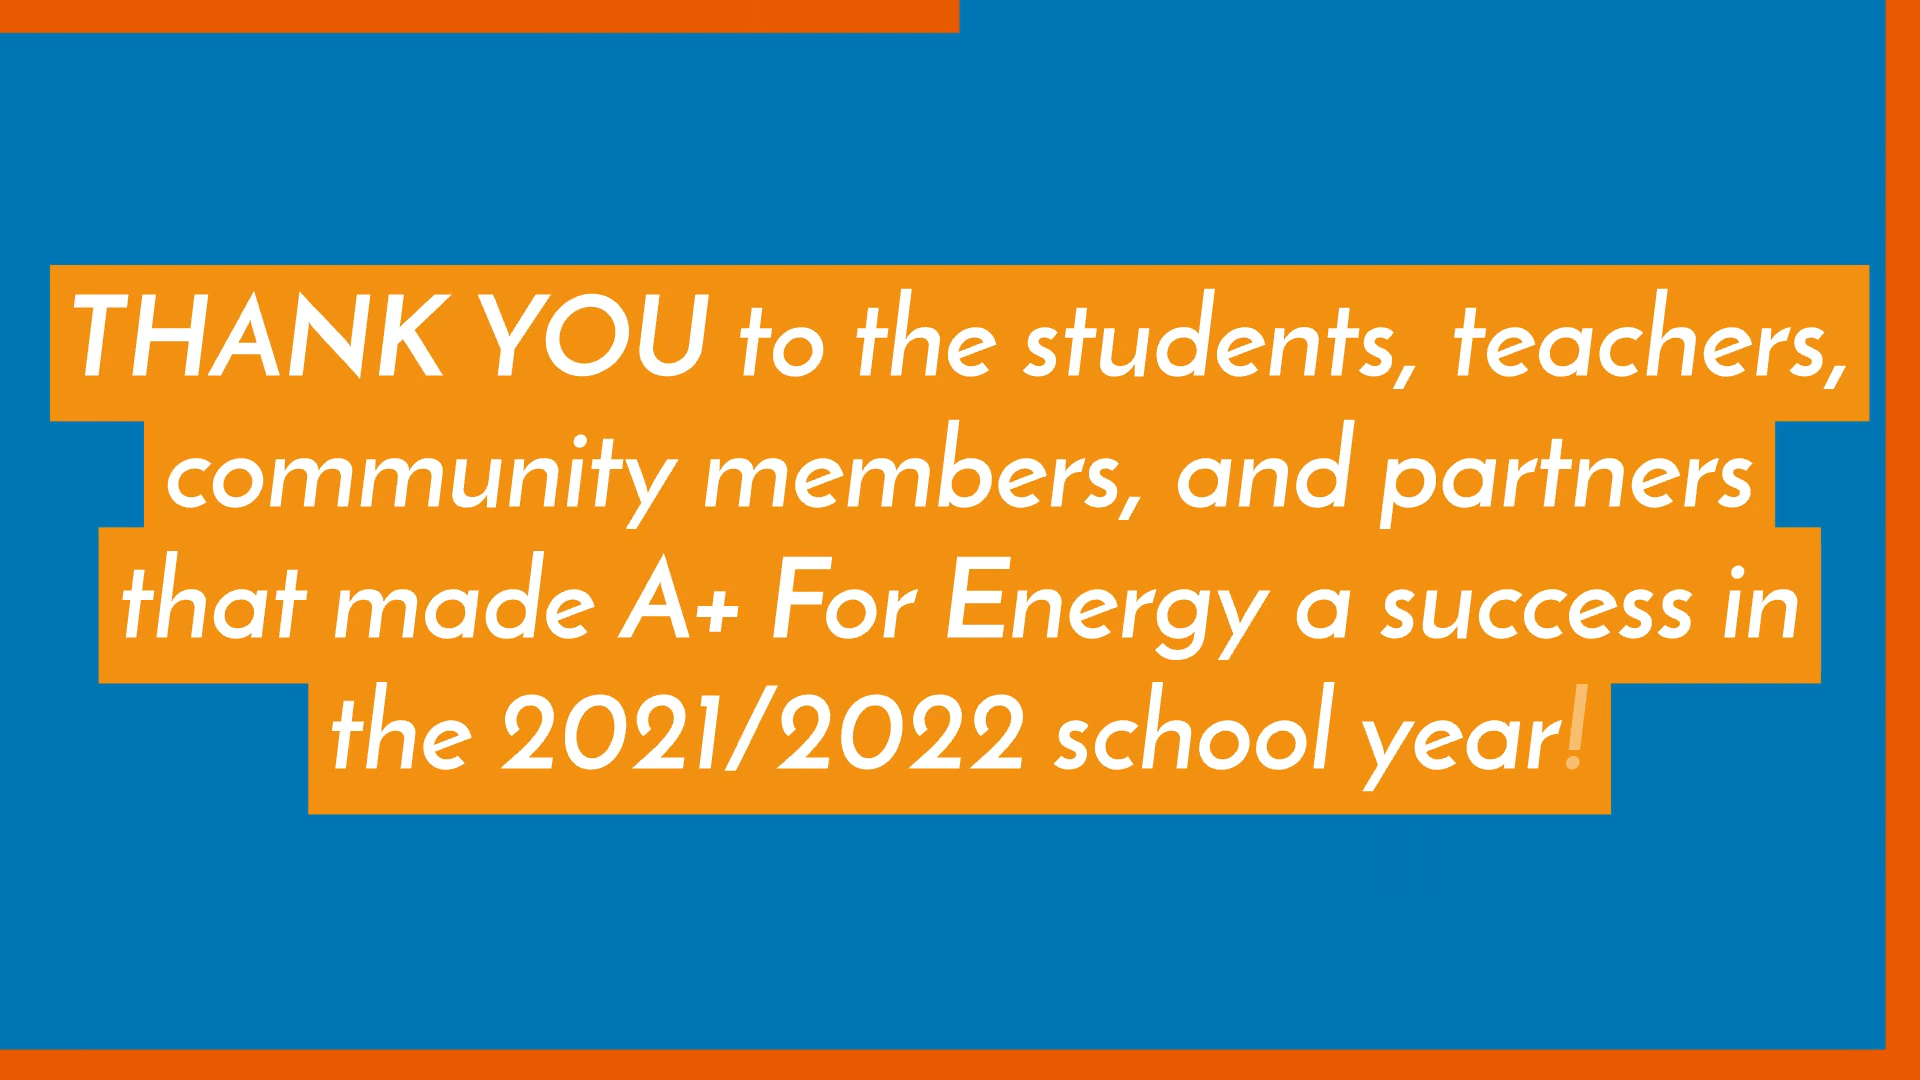 THANK YOU to the students, teachers,
community members, and partners
that made A+ For Energy a success in
the 2021/2022 school year!